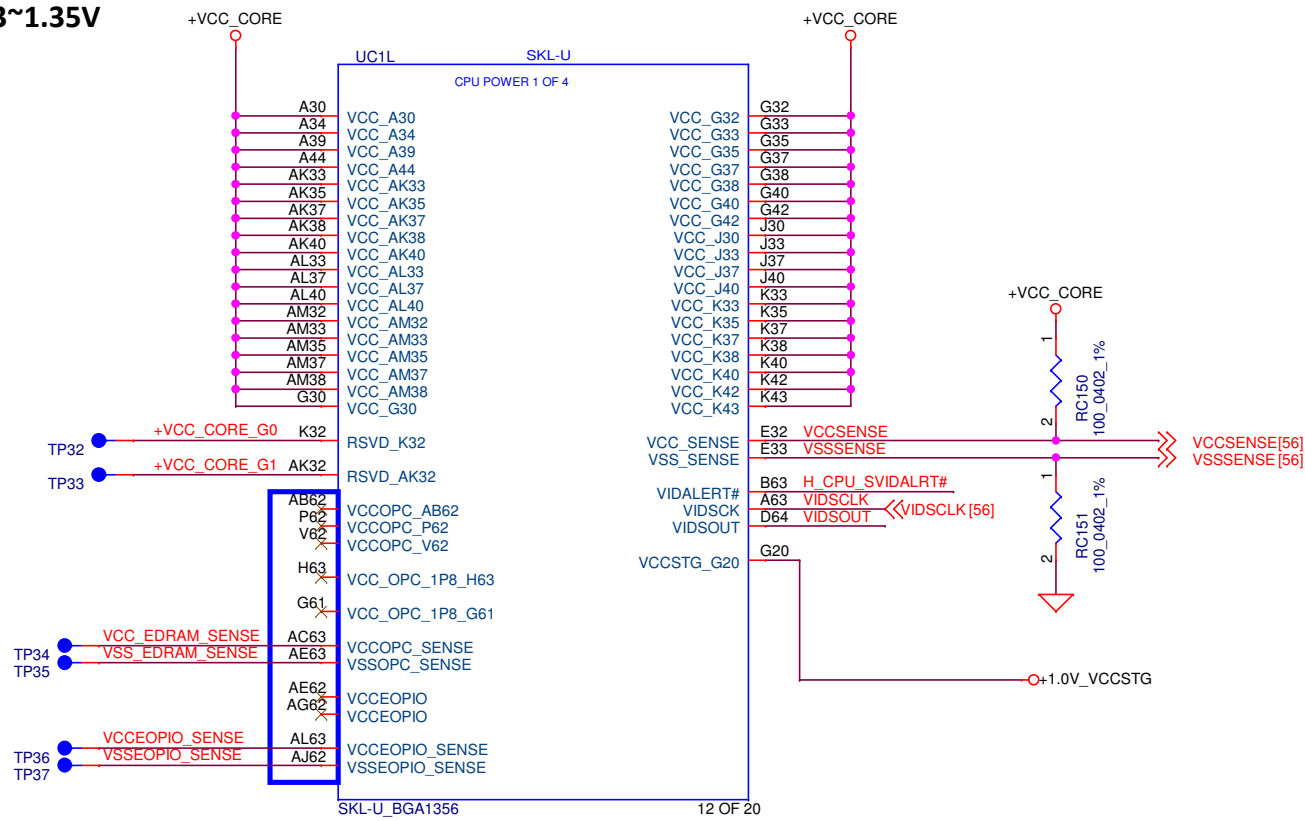 3~1.35V
+VCC_CORE
+VCC_CORE
UC1L
SKL-U
CPU POWER 1 OF 4
A30 VCC_A30
A34 VCC_A34
A39 VCC_A39
A44 VCC_A44
AK33 VCC_AK33
AK35 VCC_AK35
AK37 VCC_AK37
AK38 VCC_AK38
AK40 VCC_AK40
AL33 VCC_AL33
AL37 VCC_AL37
AL40 VCC_AL40
AM32 VCC_AM32
AM33 VCC_AM33
AM35 VCC_AM35
AM37 VCC_AM37
AM38 VCC_AM38
G30 VCC_G30
TP32 +VCC_CORE_G0 K32 RSVD_K32
TP33 +VCC_CORE_G1 AK32 RSVD_AK32
AB62 VCCOPC_AB62
P62 VCCOPC_P62
V62 VCCOPC_V62
H63 VCC_OPC_1P8_H63
G61 VCC_OPC_1P8_G61
TP34 VCC_EDRAM_SENSE AC63 VCCOPC_SENSE
TP35 VSS_EDRAM_SENSE AE63 VSSOPC_SENSE
AE62 VCCEOPIO
AG62 VCCEOPIO
TP36 VCCEOPIO_SENSE AL63 VCCEOPIO_SENSE
TP37 VSSEOPIO_SENSE AJ62 VSSEOPIO_SENSE
VCC_G32 G32
VCC_G33 G33
VCC_G35 G35
VCC_G37 G37
VCC_G38 G38
VCC_G40 G40
VCC_G42 G42
VCC_J30 J30
VCC_J33 J33
VCC_J37 J37
VCC_J40 J40
VCC_K33 K33
VCC_K35 K35
VCC_K37 K37
VCC_K38 K38
VCC_K40 K40
VCC_K42 K42
VCC_K43 K43
VCC_SENSE E32 VCCSENSE VCCSENSE[56]
VSS_SENSE E33 VSSSENSE VSSSENSE[56]
VIDALERT# B63 H_CPU_SVIDALRT#
VIDSCK A63 VIDSCLK VIDSCLK[56]
VIDSOUT D64 VIDSOUT
VCCSTG_G20 G20
+1.0V_VCCSTG
+VCC_CORE
1
2
RC150
100_0402_1%
1
2
RC151
100_0402_1%
SKL-U_BGA1356
12 OF 20